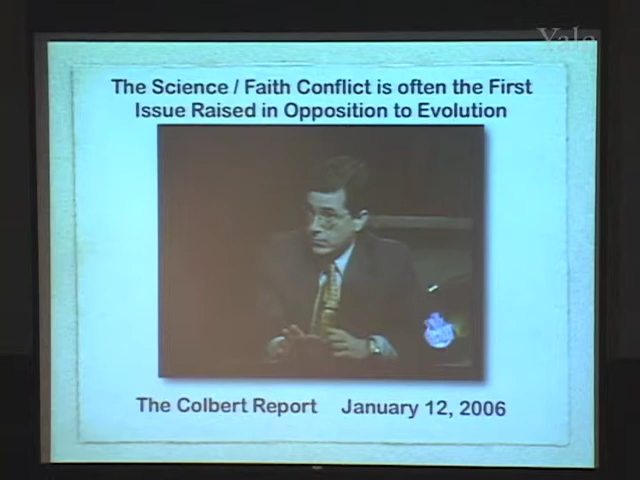 Yale
The Science / Faith Conflict is often the First
Issue Raised in Opposition to Evolution
The Colbert Report January 12, 2006